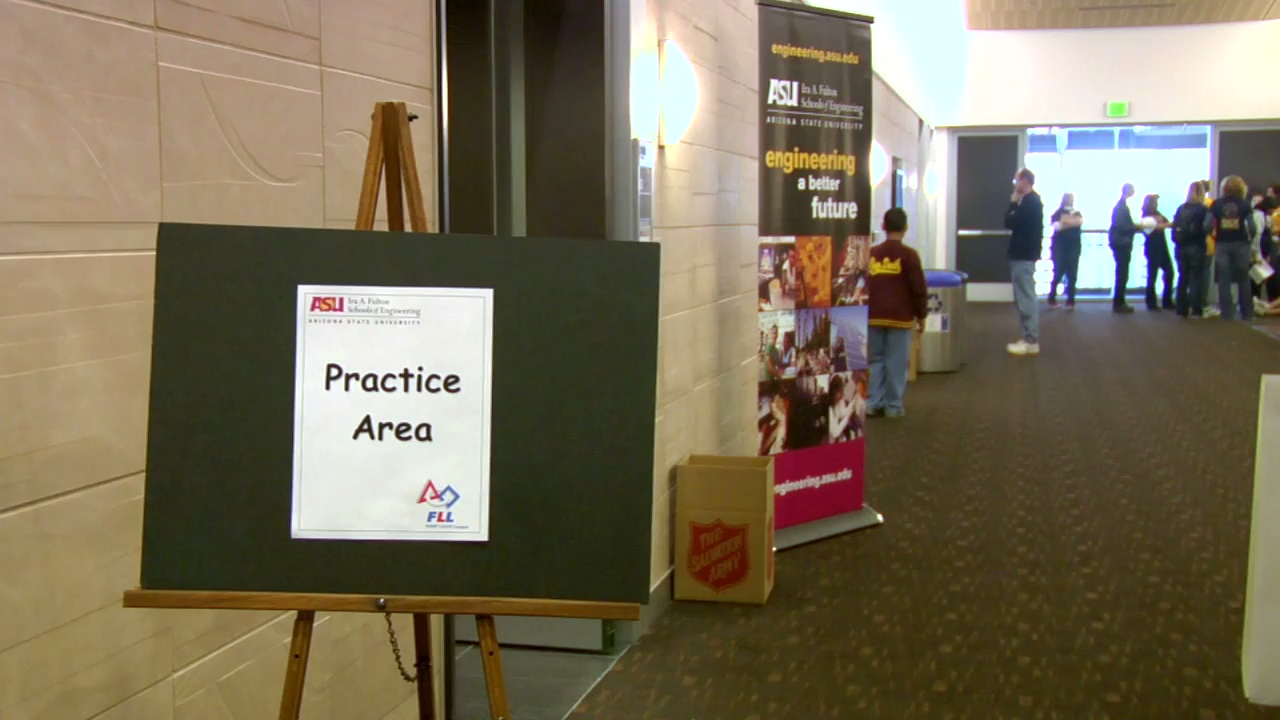 ASU Ira A. Fulton
Schools of Engineering
ARIZONA STATE UNIVERSITY
Practice
Area
FLL
engineering.asu.edu
ASU Ira A. Fulton
Schools of Engineering
ARIZONA STATE UNIVERSITY
engineering
a better
future
engineering.asu.edu
THE
SALVATION
ARMY